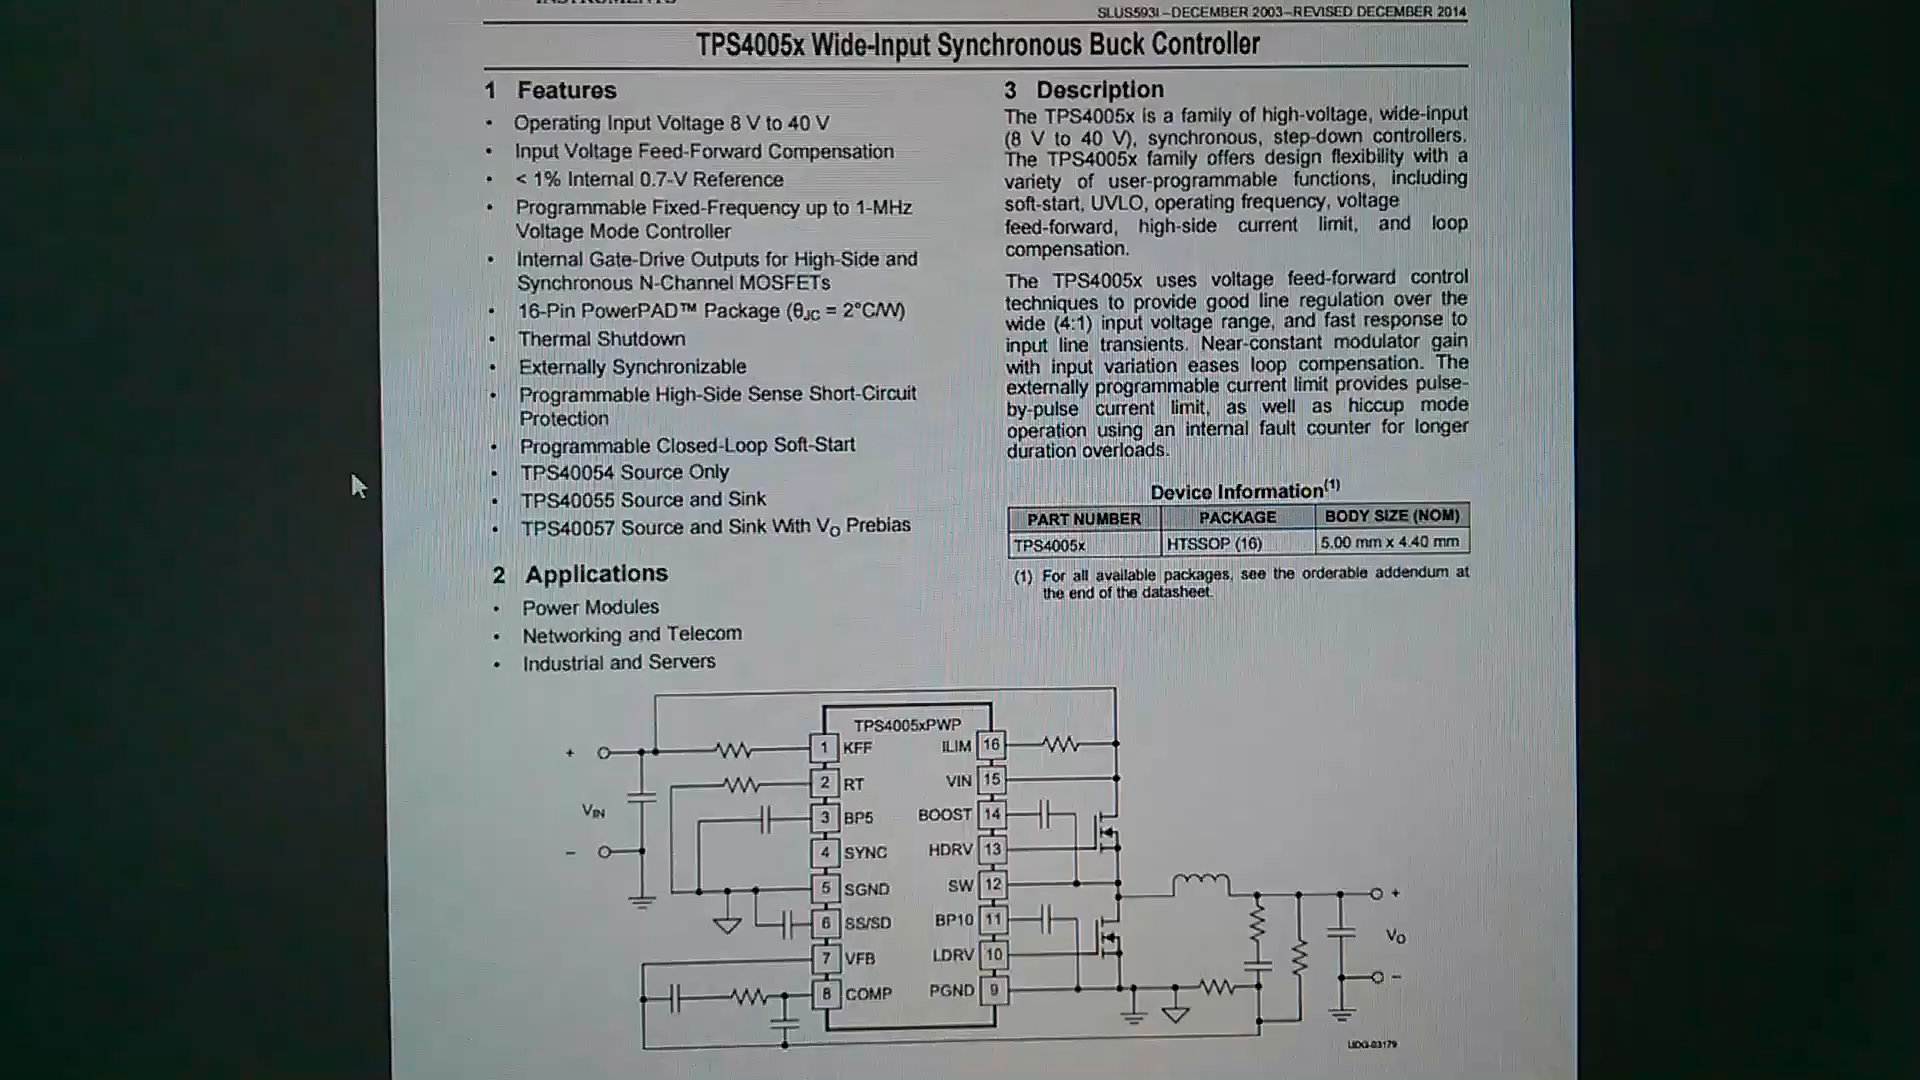 SLUS593I –DECEMBER 2003–REVISED DECEMBER 2014
TPS4005x Wide-Input Synchronous Buck Controller
1 Features
• Operating Input Voltage 8 V to 40 V
• Input Voltage Feed-Forward Compensation
• < 1% Internal 0.7-V Reference
• Programmable Fixed-Frequency up to 1-MHz
Voltage Mode Controller
• Internal Gate-Drive Outputs for High-Side and
Synchronous N-Channel MOSFETs
• 16-Pin PowerPAD™ Package (θJC = 2°C/W)
• Thermal Shutdown
• Externally Synchronizable
• Programmable High-Side Sense Short-Circuit
Protection
• Programmable Closed-Loop Soft-Start
• TPS40054 Source Only
• TPS40055 Source and Sink
• TPS40057 Source and Sink With VO Prebias
2 Applications
• Power Modules
• Networking and Telecom
• Industrial and Servers
3 Description
The TPS4005x is a family of high-voltage, wide-input
(8 V to 40 V), synchronous, step-down controllers.
The TPS4005x family offers design flexibility with a
variety of user-programmable functions, including
soft-start, UVLO, operating frequency, voltage
feed-forward, high-side current limit, and loop
compensation.
The TPS4005x uses voltage feed-forward control
techniques to provide good line regulation over the
wide (4:1) input voltage range, and fast response to
input line transients. Near-constant modulator gain
with input variation eases loop compensation. The
externally programmable current limit provides pulse-
by-pulse current limit, as well as hiccup mode
operation using an internal fault counter for longer
duration overloads.
Device Information(1)
PART NUMBER PACKAGE BODY SIZE (NOM)
TPS4005x HTSSOP (16) 5.00 mm x 4.40 mm
(1) For all available packages, see the orderable addendum at
the end of the datasheet.
TPS4005xPWP
+ 1 KFF ILIM 16
2 RT VIN 15
VIN 3 BP5 BOOST 14
− 4 SYNC HDRV 13
5 SGND SW 12 +
6 SS/SD BP10 11 VO
7 VFB LDRV 10 −
8 COMP PGND 9
UDG-03179